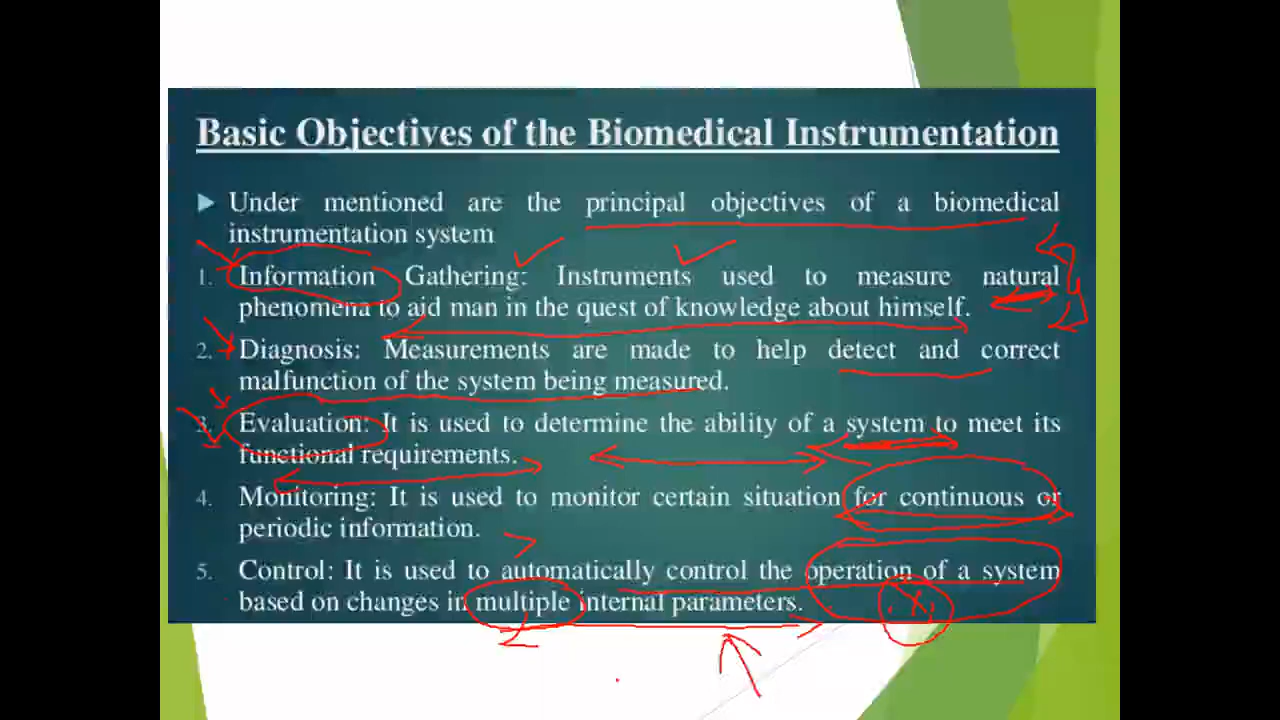 Basic Objectives of the Biomedical Instrumentation
Under mentioned are the principal objectives of a biomedical
instrumentation system
1. Information Gathering: Instruments used to measure natural
phenomena to aid man in the quest of knowledge about himself.
2. Diagnosis: Measurements are made to help detect and correct
malfunction of the system being measured.
3. Evaluation: It is used to determine the ability of a system to meet its
functional requirements.
4. Monitoring: It is used to monitor certain situation for continuous or
periodic information.
5. Control: It is used to automatically control the operation of a system
based on changes in multiple internal parameters.